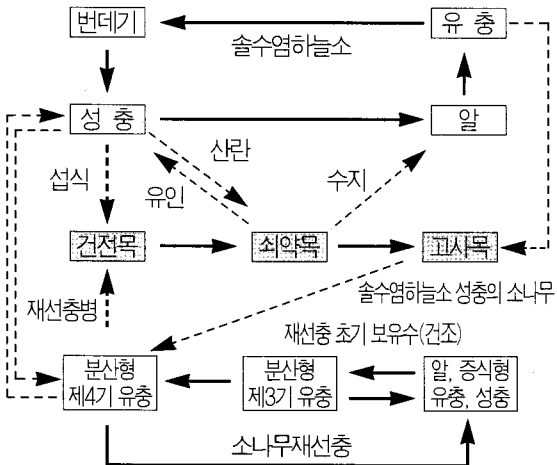 번데기
유 충
솔수염하늘소
성 충
알
산란
섭식
유인
수지
건전목
쇠약목
고사목
솔수염하늘소 성충의 소나무
재선충병
재선충 초기 보유수(건조)
분산형
제4기 유충
분산형
제3기 유충
알, 증식형
유충, 성충
소나무재선충